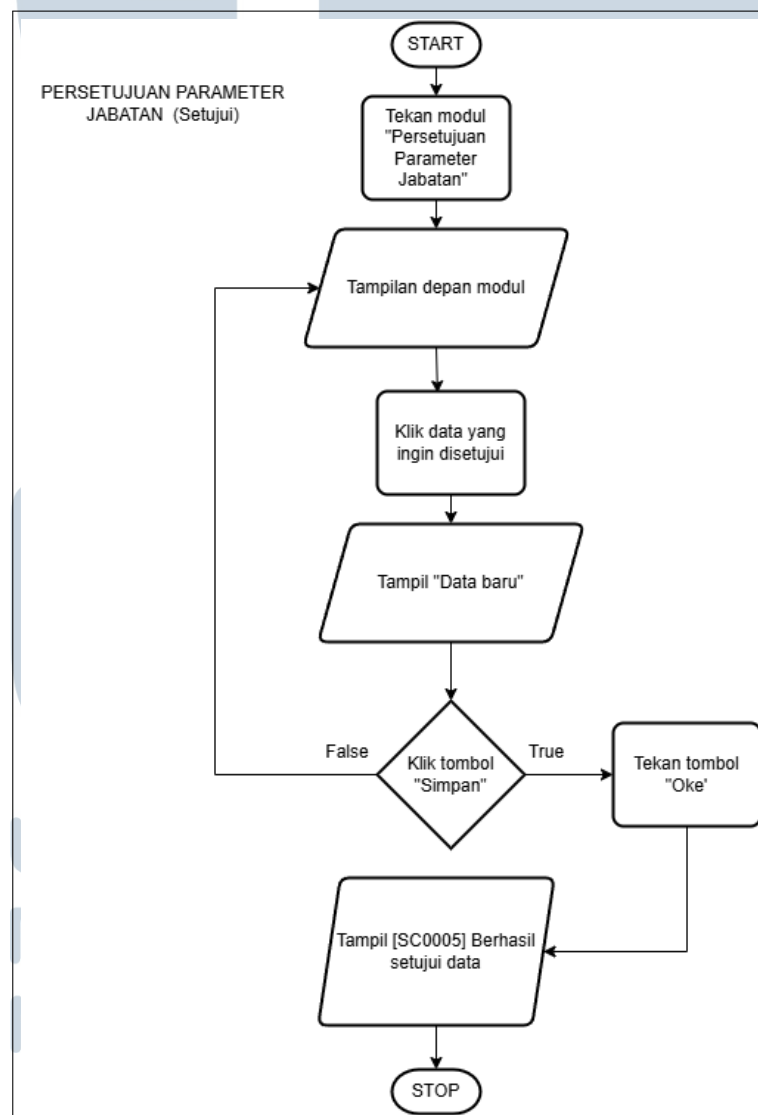 START
PERSETUJUAN PARAMETER
JABATAN (Setujui)
Tekan modul
"Persetujuan
Parameter
Jabatan"
Tampilan depan modul
Klik data yang
ingin disetujui
Tampil "Data baru"
False
Klik tombol
"Simpan"
True
Tekan tombol
"Oke'
Tampil [SC0005] Berhasil
setujui data
STOP